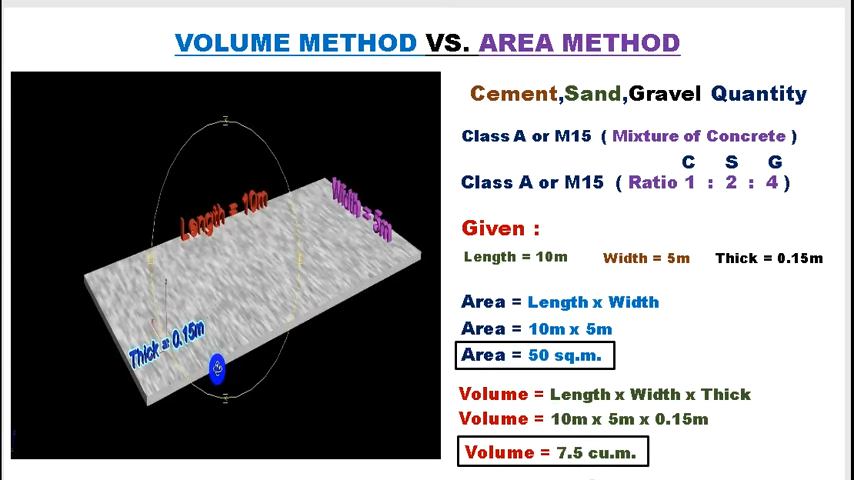 VOLUME METHOD VS. AREA METHOD
Length = 10m
Width = 5m
Thick = 0.15m
Cement,Sand,Gravel Quantity
Class A or M15 ( Mixture of Concrete )
C S G
Class A or M15 ( Ratio 1 : 2 : 4 )
Given :
Length = 10m Width = 5m Thick = 0.15m
Area = Length x Width
Area = 10m x 5m
Area = 50 sq.m.
Volume = Length x Width x Thick
Volume = 10m x 5m x 0.15m
Volume = 7.5 cu.m.